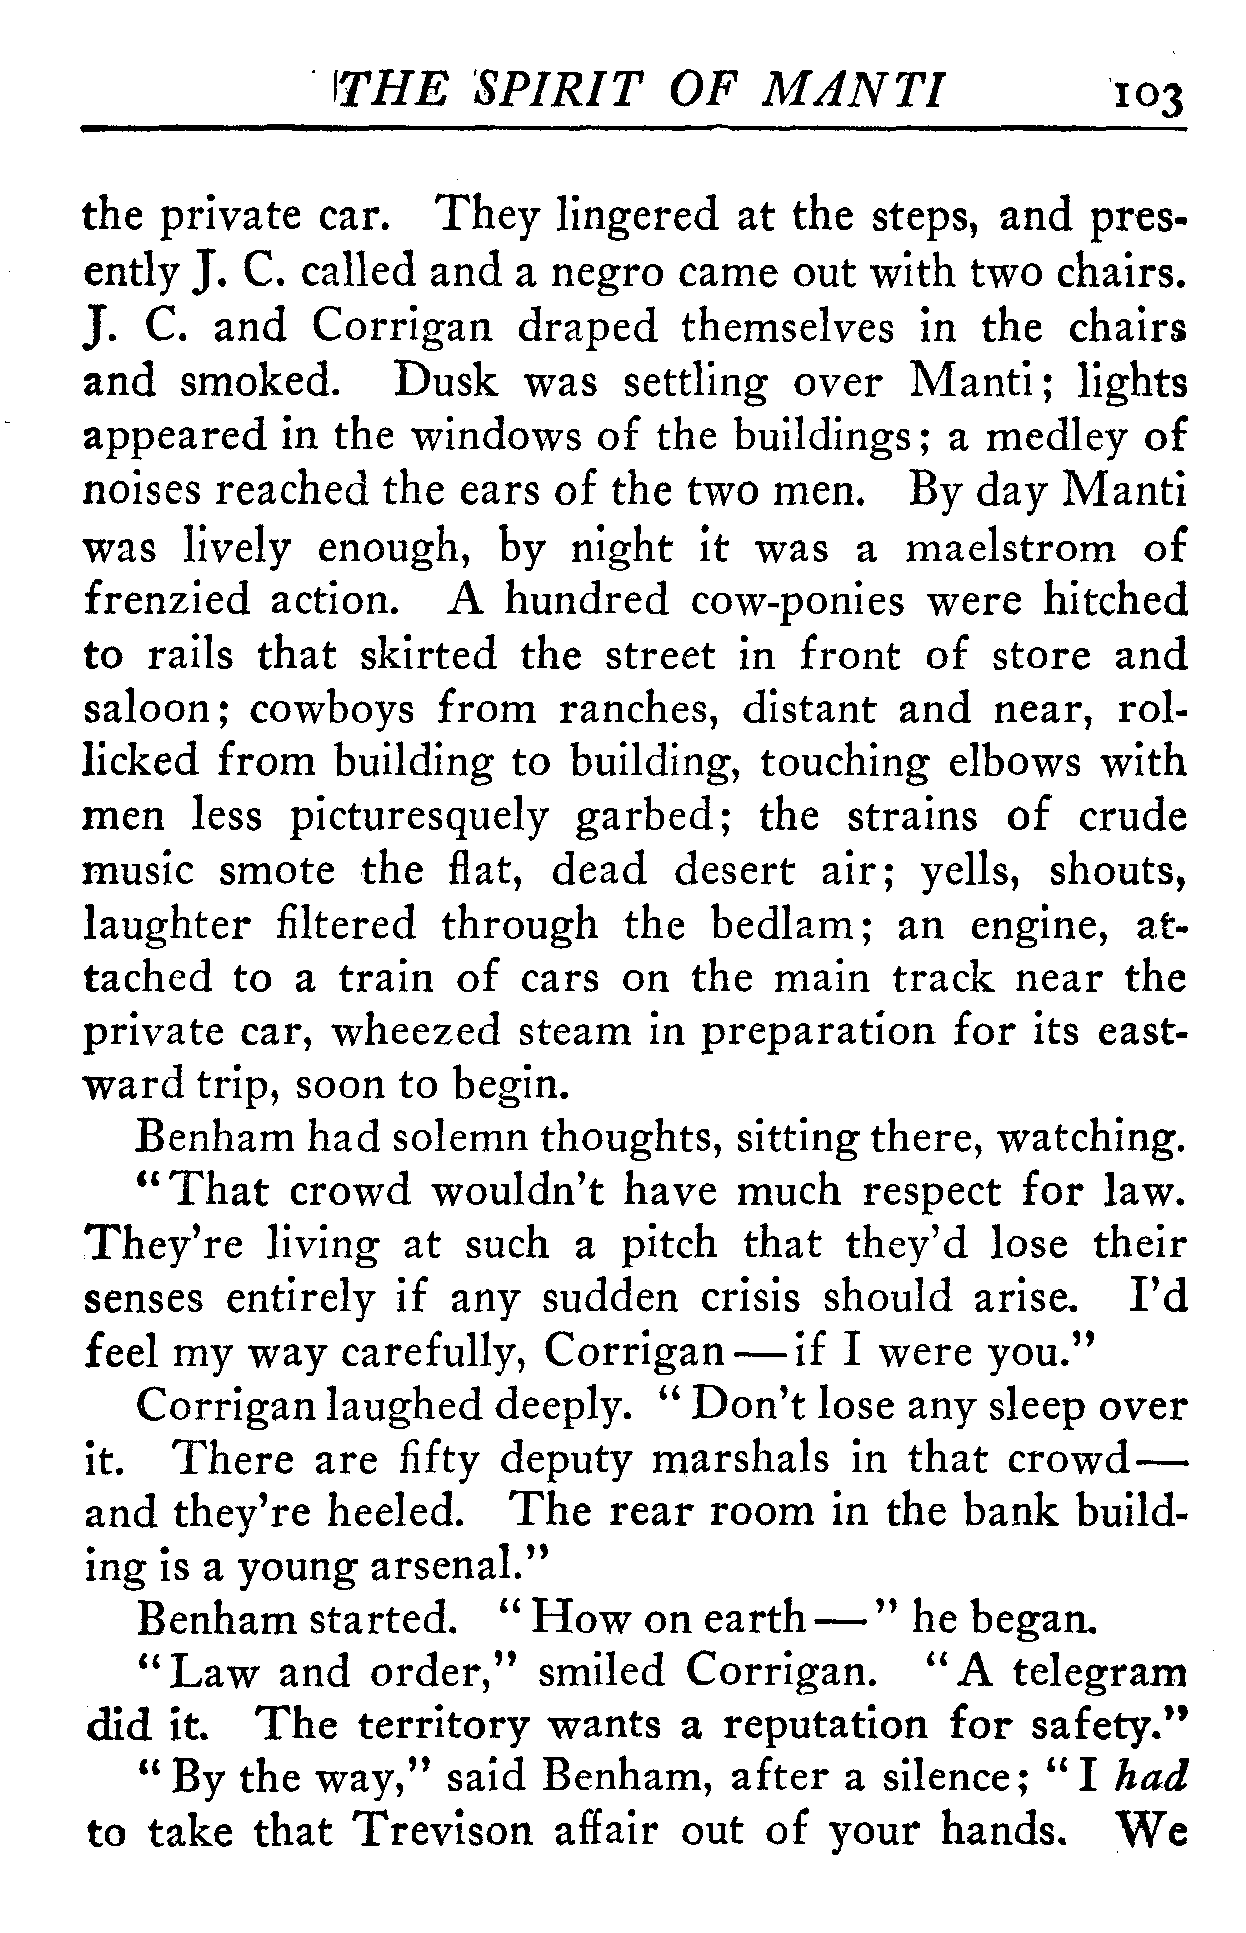 THE SPIRIT OF MANTI 103
the private car. They lingered at the steps, and pres-
ently J. C. called and a negro came out with two chairs.
J. C. and Corrigan draped themselves in the chairs
and smoked. Dusk was settling over Manti; lights
appeared in the windows of the buildings; a medley of
noises reached the ears of the two men. By day Manti
was lively enough, by night it was a maelstrom of
frenzied action. A hundred cow-ponies were hitched
to rails that skirted the street in front of store and
saloon; cowboys from ranches, distant and near, rol-
licked from building to building, touching elbows with
men less picturesquely garbed; the strains of crude
music smote the flat, dead desert air; yells, shouts,
laughter filtered through the bedlam; an engine, at-
tached to a train of cars on the main track near the
private car, wheezed steam in preparation for its east-
ward trip, soon to begin.
Benham had solemn thoughts, sitting there, watching.
"That crowd wouldn't have much respect for law.
They're living at such a pitch that they'd lose their
senses entirely if any sudden crisis should arise. I'd
feel my way carefully, Corrigan — if I were you."
Corrigan laughed deeply. "Don't lose any sleep over
it. There are fifty deputy marshals in that crowd —
and they're heeled. The rear room in the bank build-
ing is a young arsenal."
Benham started. "How on earth —" he began.
"Law and order," smiled Corrigan. "A telegram
did it. The territory wants a reputation for safety."
"By the way," said Benham, after a silence; "I had
to take that Trevison affair out of your hands. We